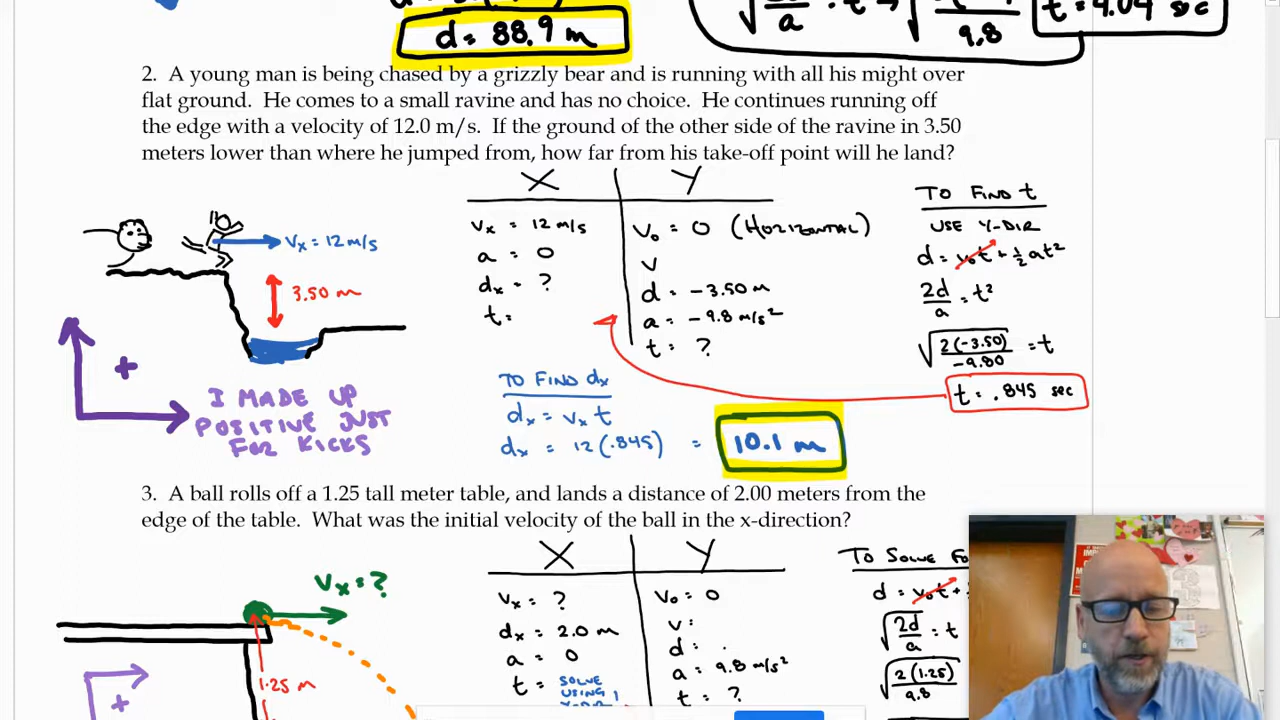 d = 88.9 m
a
9.8
t = 4.04 sec
2. A young man is being chased by a grizzly bear and is running with all his might over
flat ground. He comes to a small ravine and has no choice. He continues running off
the edge with a velocity of 12.0 m/s. If the ground of the other side of the ravine in 3.50
meters lower than where he jumped from, how far from his take-off point will he land?
X
Y
Vx = 12 m/s
a = 0
dx = ?
t =
Vo = 0 (HORIZONTAL)
V
d = -3.50 m
a = -9.8 m/s²
t = ?
TO FIND t
USE Y-DIR
d = vot + ½at²
2d/a = t²
√2(-3.50)/-9.80 = t
t = .845 sec
Vx = 12 m/s
3.50 m
+
I MADE UP
POSITIVE JUST
FOR KICKS
TO FIND dx
dx = Vx t
dx = 12(.845) = 10.1 m
3. A ball rolls off a 1.25 tall meter table, and lands a distance of 2.00 meters from the
edge of the table. What was the initial velocity of the ball in the x-direction?
Vx = ?
1.25 m
+
X
Y
Vx = ?
dx = 2.0 m
a = 0
t = SOLVE
USING
Vo = 0
V:
d:
a = 9.8 m/s²
t = ?
TO SOLVE
d = vot +
√2d/a = t
√2(1.25)/9.8